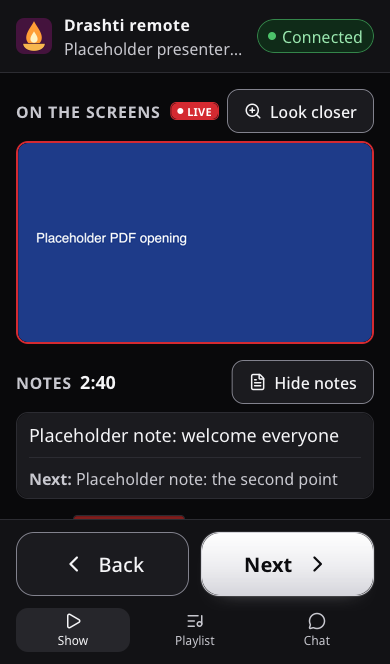 Drashti remote
Placeholder presenter...
Connected
ON THE SCREENS
LIVE
Look closer
Placeholder PDF opening
NOTES 2:40
Hide notes
Placeholder note: welcome everyone
Next: Placeholder note: the second point
Back
Next
Show
Playlist
Chat